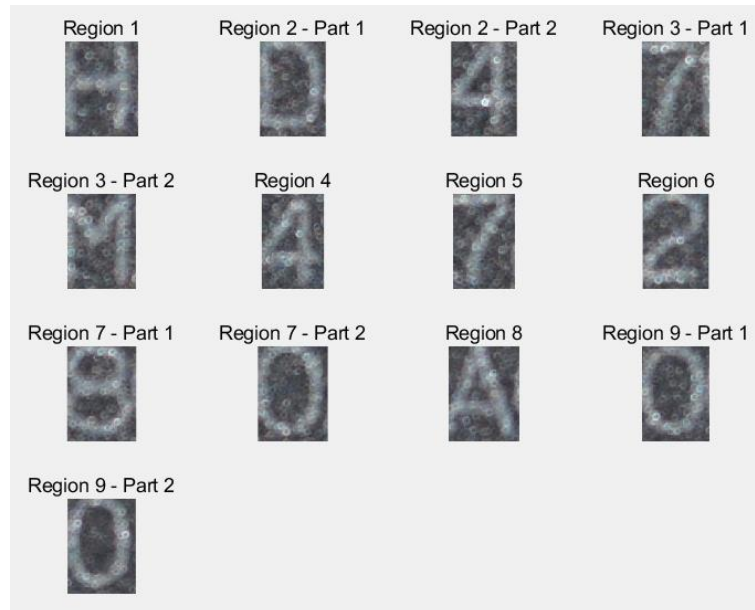 Region 1 Region 2 - Part 1 Region 2 - Part 2 Region 3 - Part 1
H D 4 7
Region 3 - Part 2 Region 4 Region 5 Region 6
M 4 7 2
Region 7 - Part 1 Region 7 - Part 2 Region 8 Region 9 - Part 1
8 0 A 0
Region 9 - Part 2
0